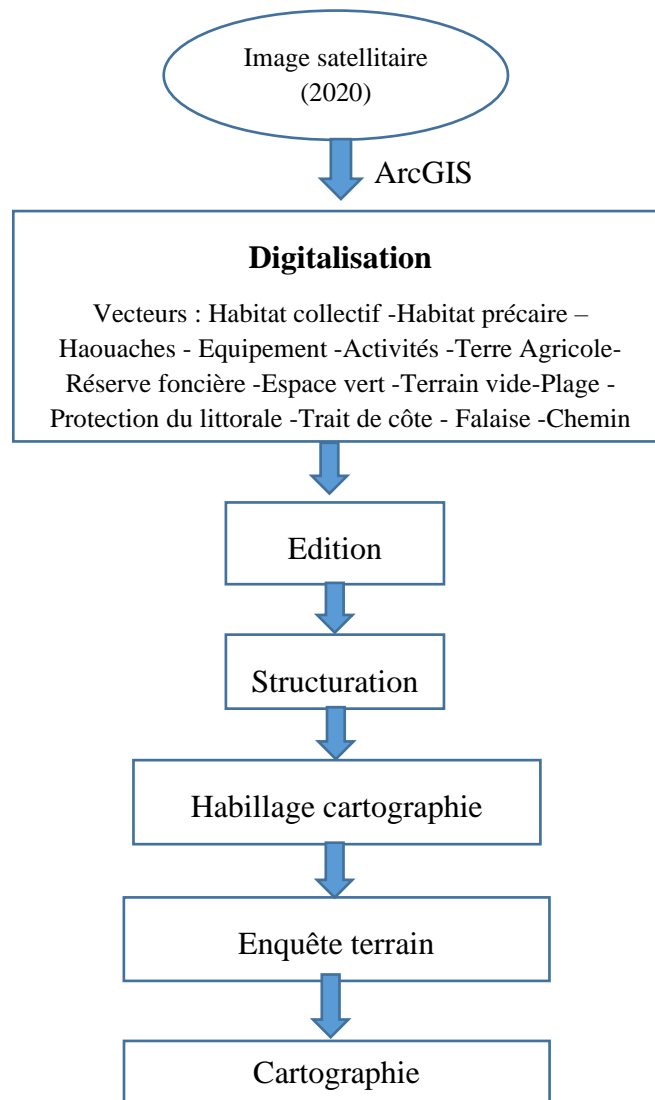 Image satellitaire
(2020)
ArcGIS
Digitalisation
Vecteurs : Habitat collectif -Habitat précaire –
Haouaches - Equipement -Activités -Terre Agricole-
Réserve foncière -Espace vert -Terrain vide-Plage -
Protection du littorale -Trait de côte - Falaise -Chemin
Edition
Structuration
Habillage cartographie
Enquête terrain
Cartographie